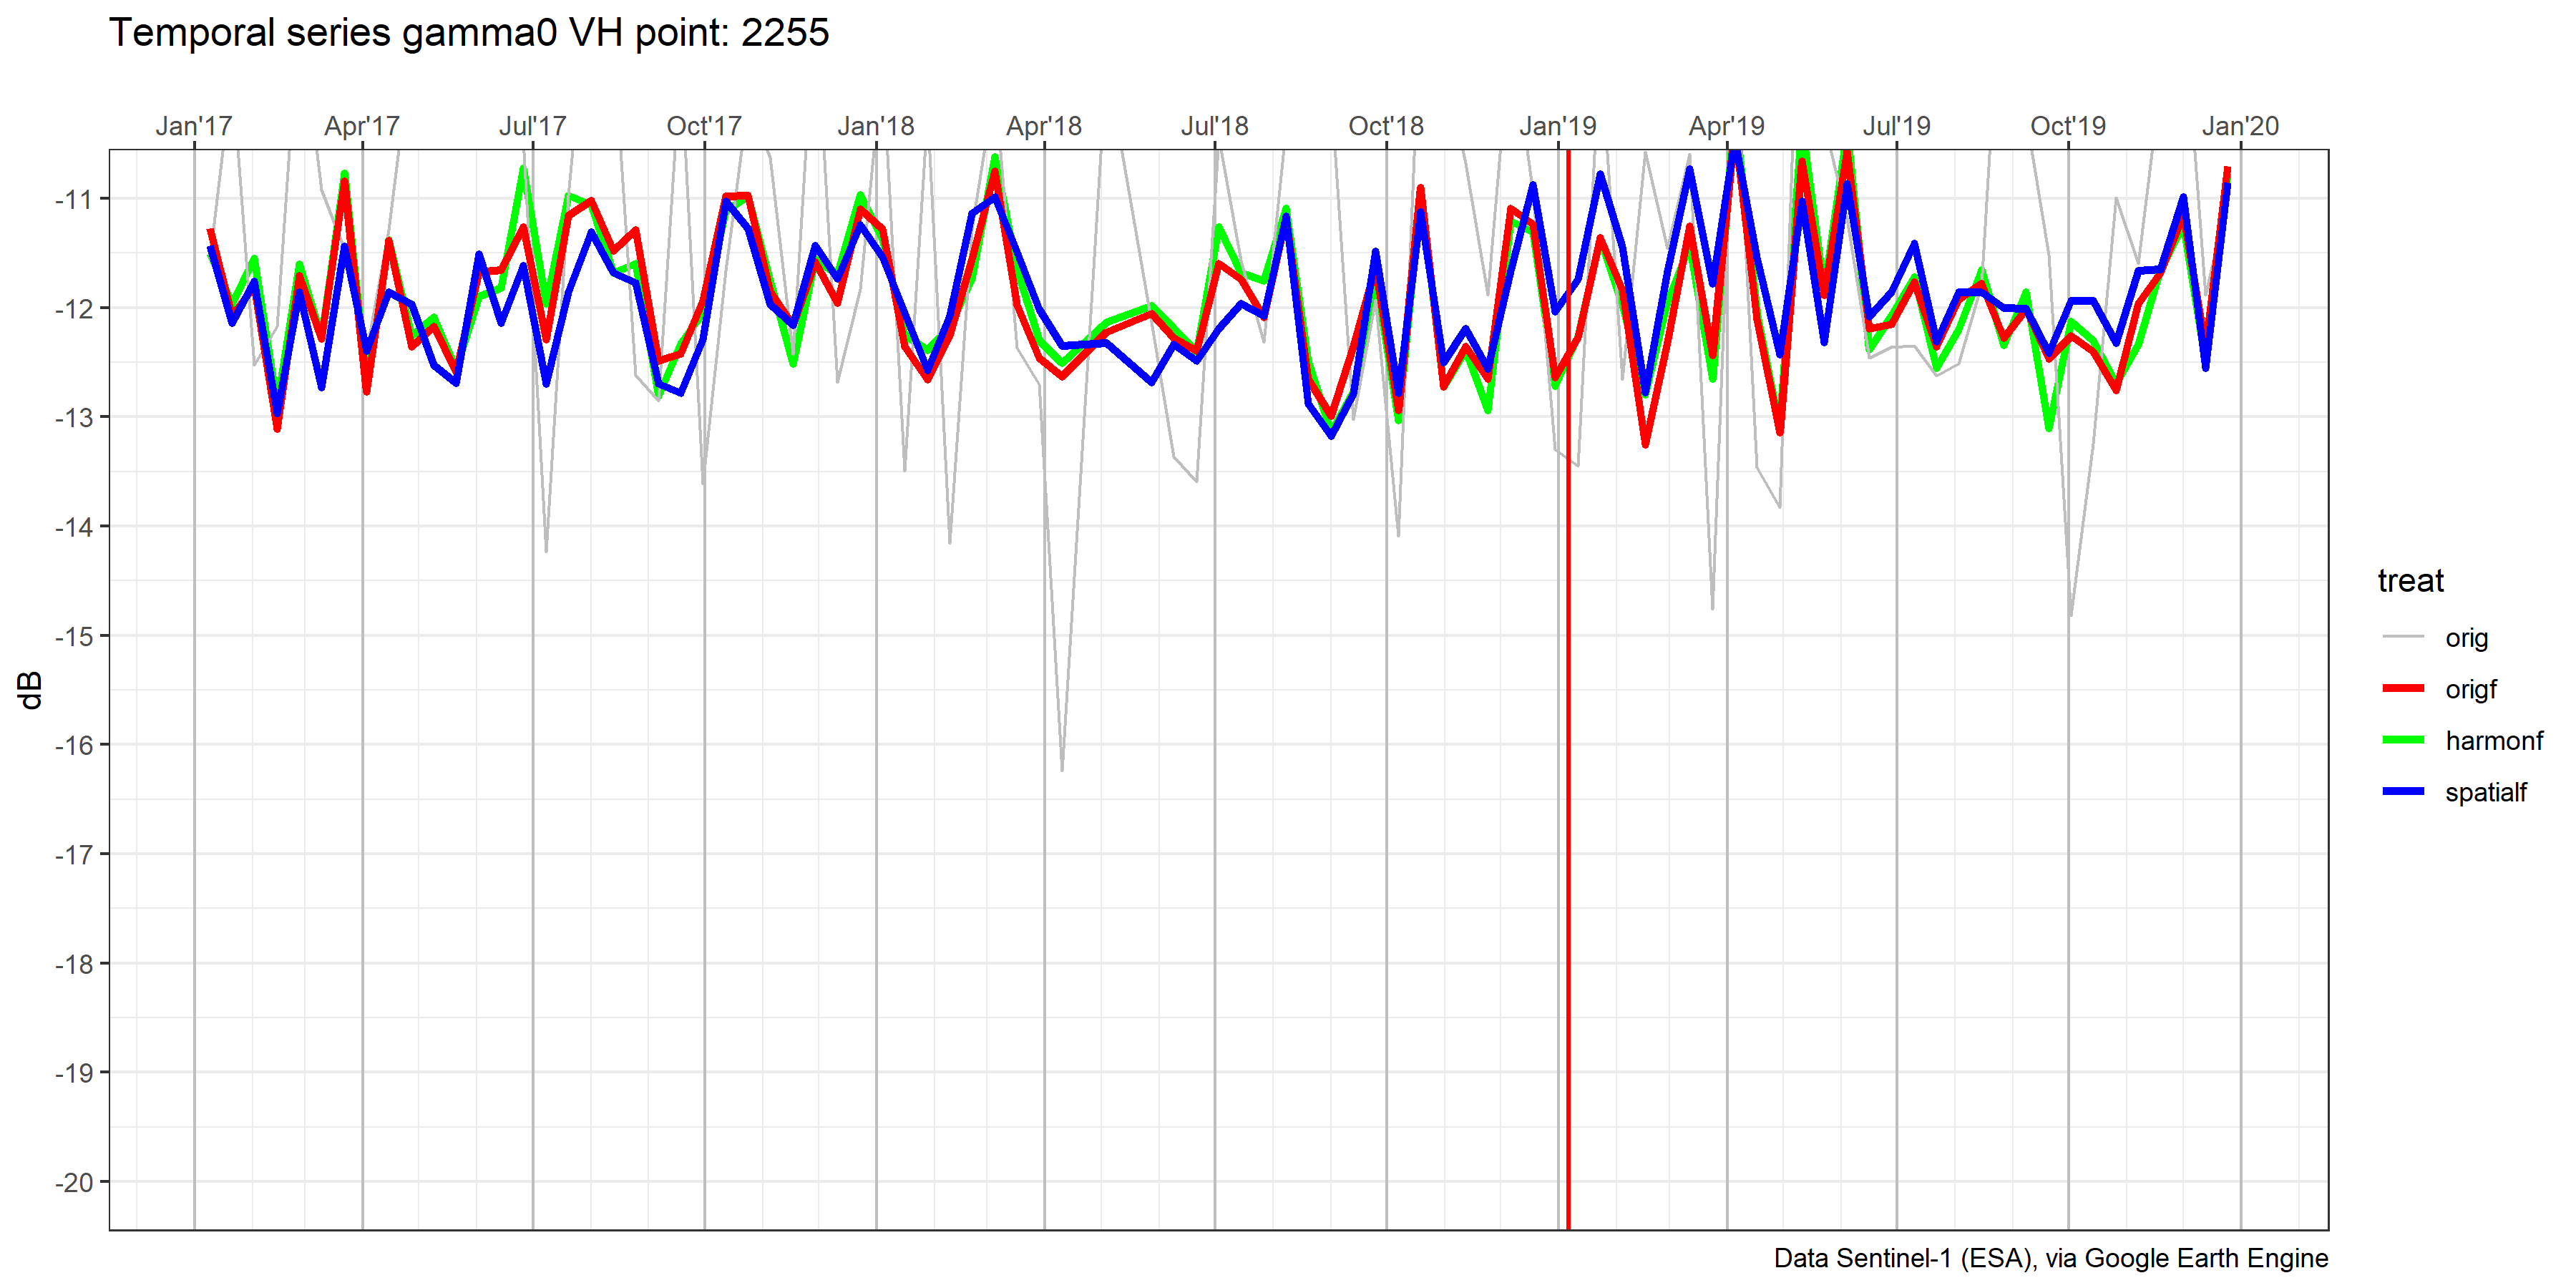 Temporal series gamma0 VH point: 2255
Jan'17 Apr'17 Jul'17 Oct'17 Jan'18 Apr'18 Jul'18 Oct'18 Jan'19 Apr'19 Jul'19 Oct'19 Jan'20
-11
-12
-13
-14
-15
-16
-17
-18
-19
-20
dB
treat
orig
origf
harmonf
spatialf
Data Sentinel-1 (ESA), via Google Earth Engine